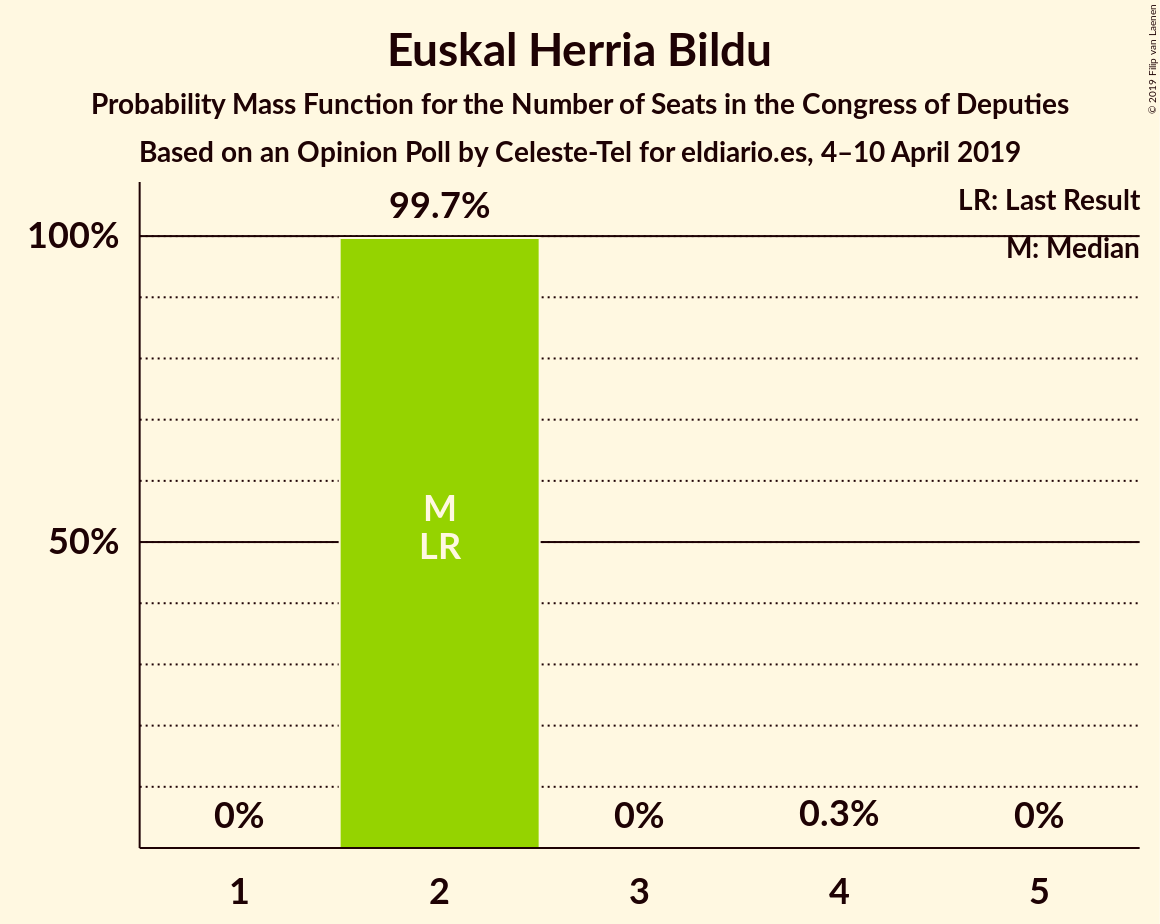 Euskal Herria Bildu
Probability Mass Function for the Number of Seats in the Congress of Deputies
Based on an Opinion Poll by Celeste-Tel for eldiario.es, 4–10 April 2019
© 2019 Filip van Laenen
LR: Last Result
M: Median
99.7%
100%
M
LR
50%
0%
0%
0.3%
0%
1
2
3
4
5